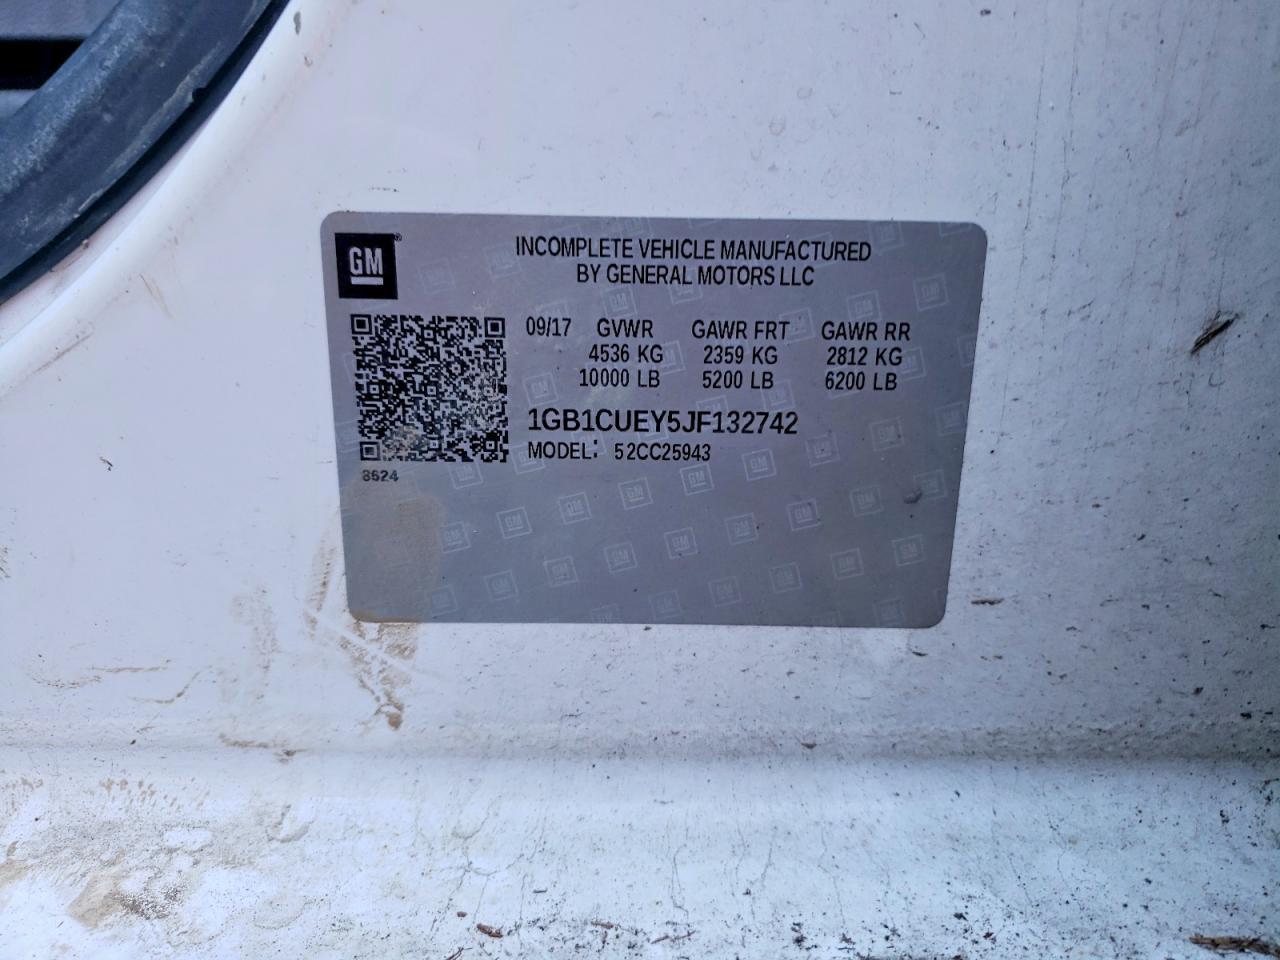 GM
INCOMPLETE VEHICLE MANUFACTURED
BY GENERAL MOTORS LLC
09/17 GVWR GAWR FRT GAWR RR
4536 KG 2359 KG 2812 KG
10000 LB 5200 LB 6200 LB
1GB1CUEY5JF132742
MODEL: 52CC25943
8624